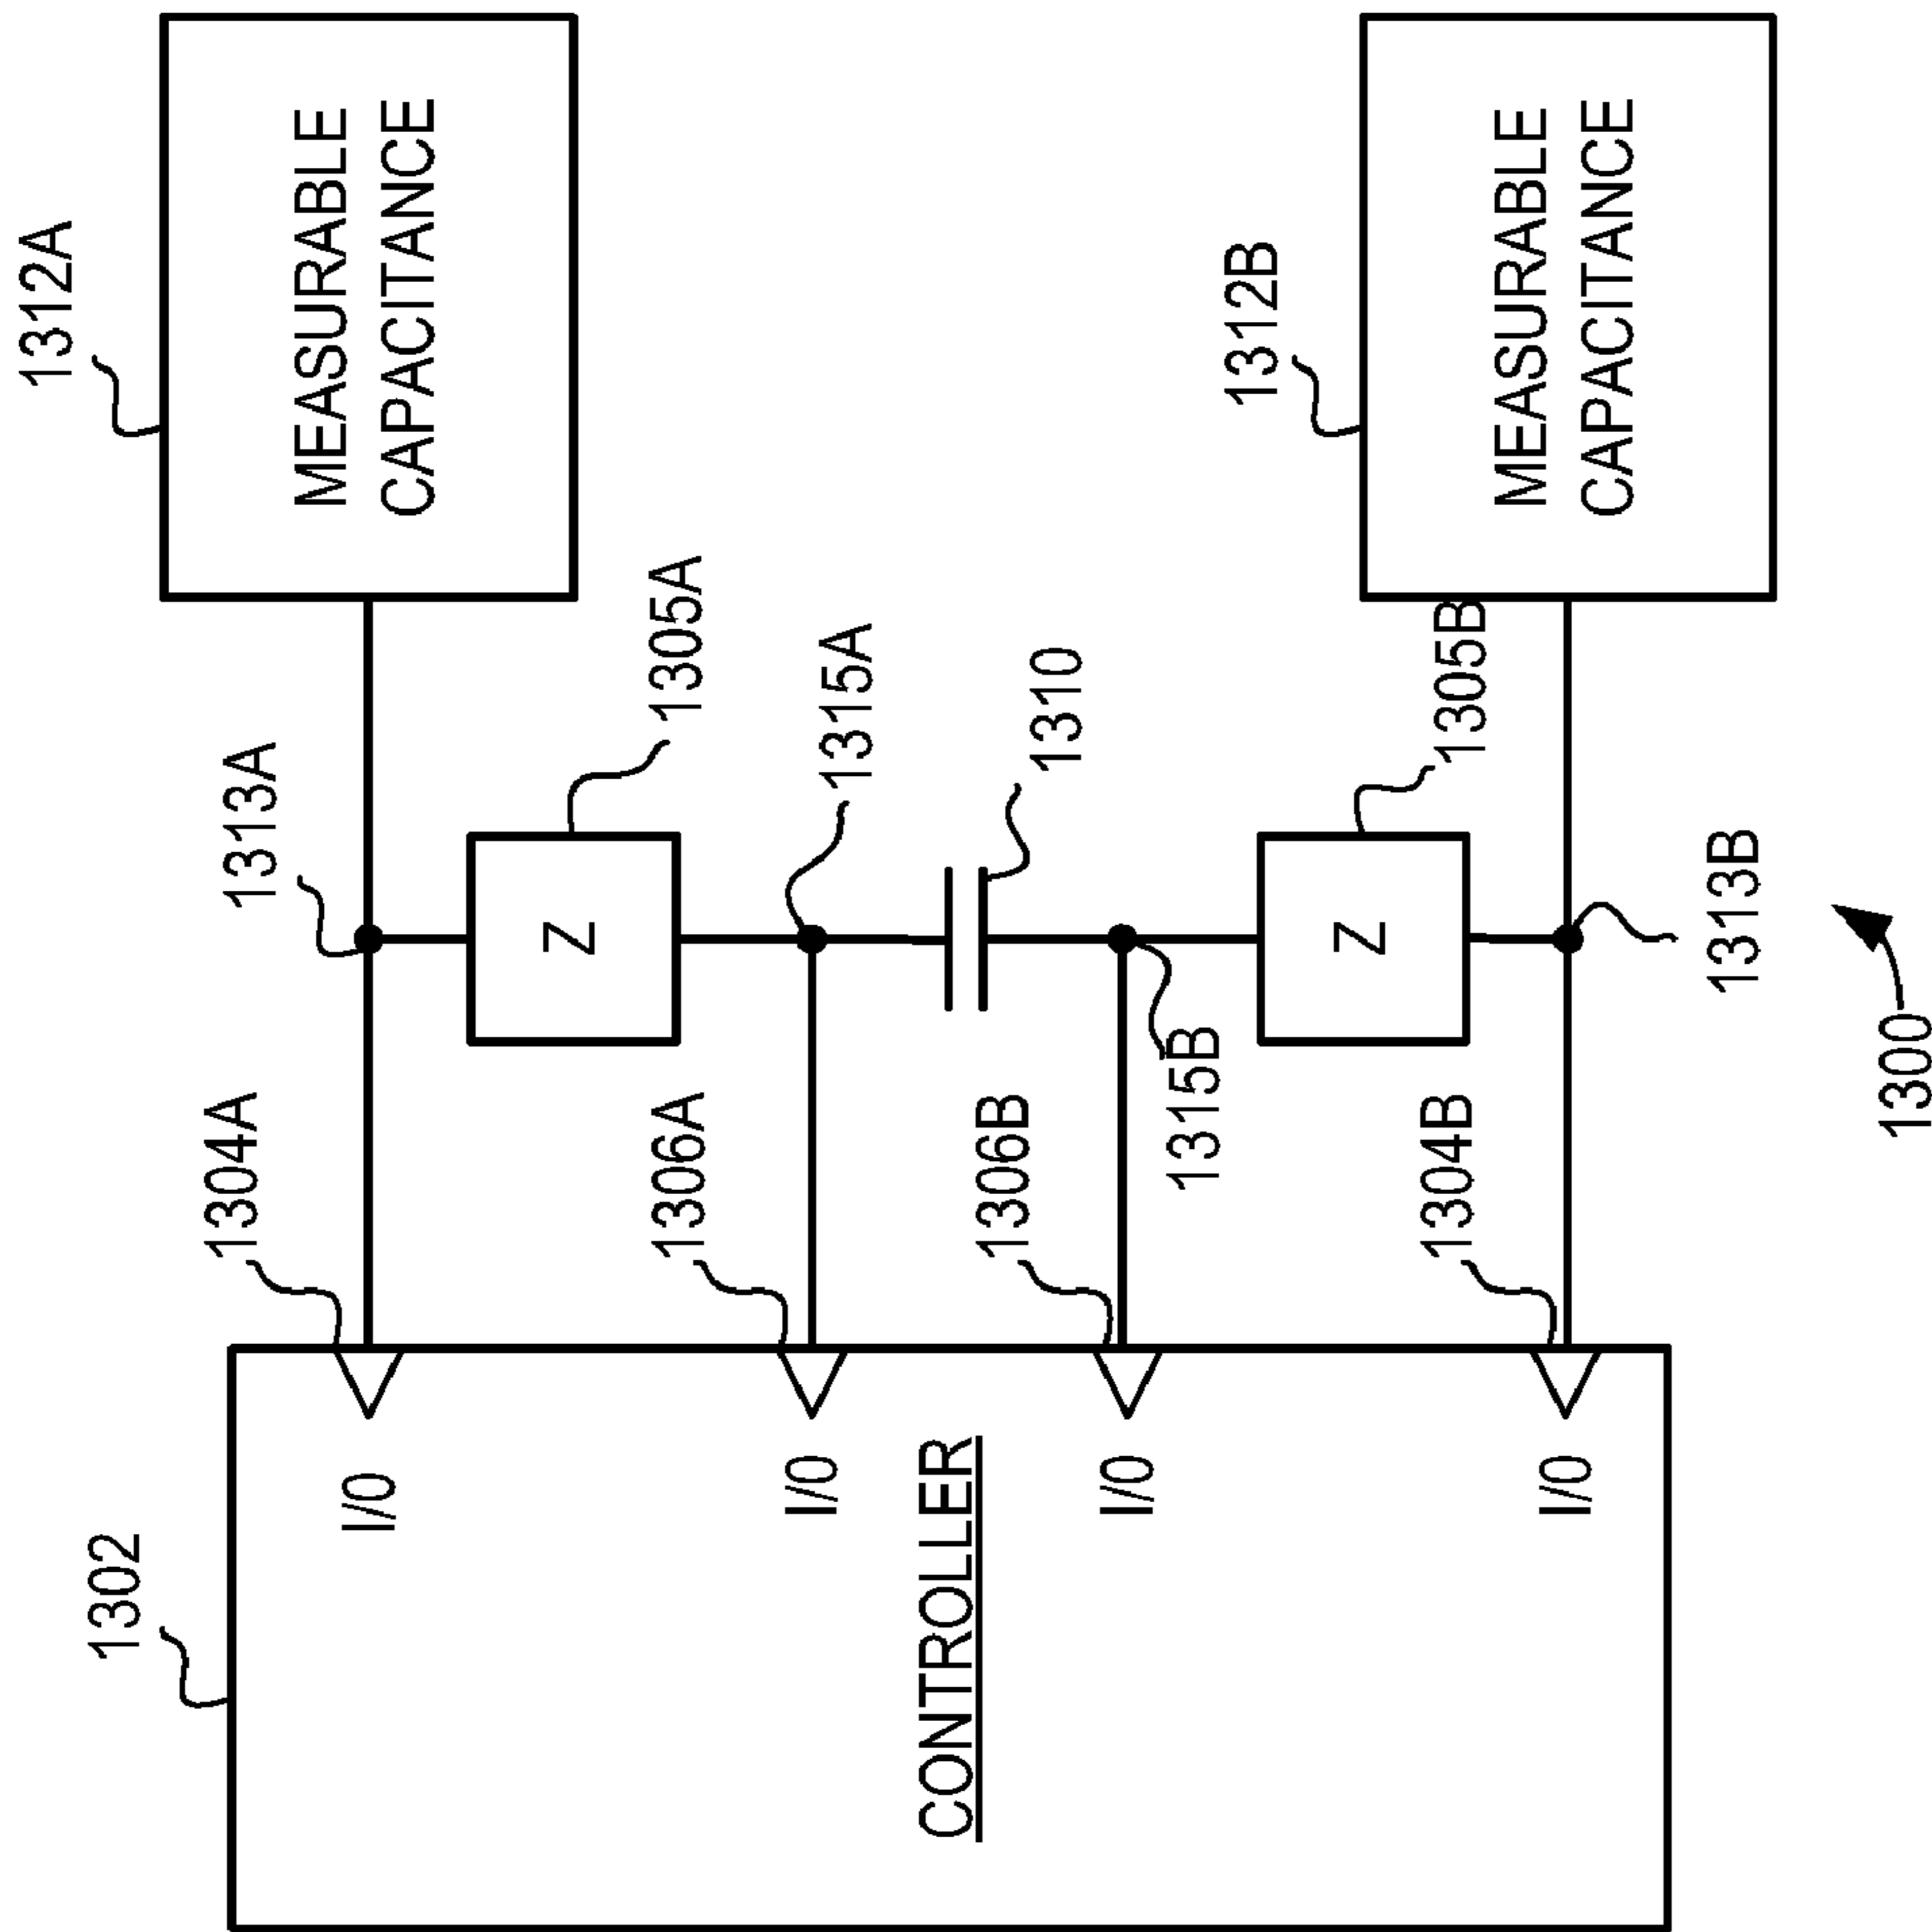 1302
CONTROLLER
I/O
I/O
I/O
I/O
1304A
1306A
1306B
1304B
1313A
1305A
1315A
1310
1315B
1305B
1313B
1312A
MEASURABLE
CAPACITANCE
1312B
MEASURABLE
CAPACITANCE
Z
Z
1300